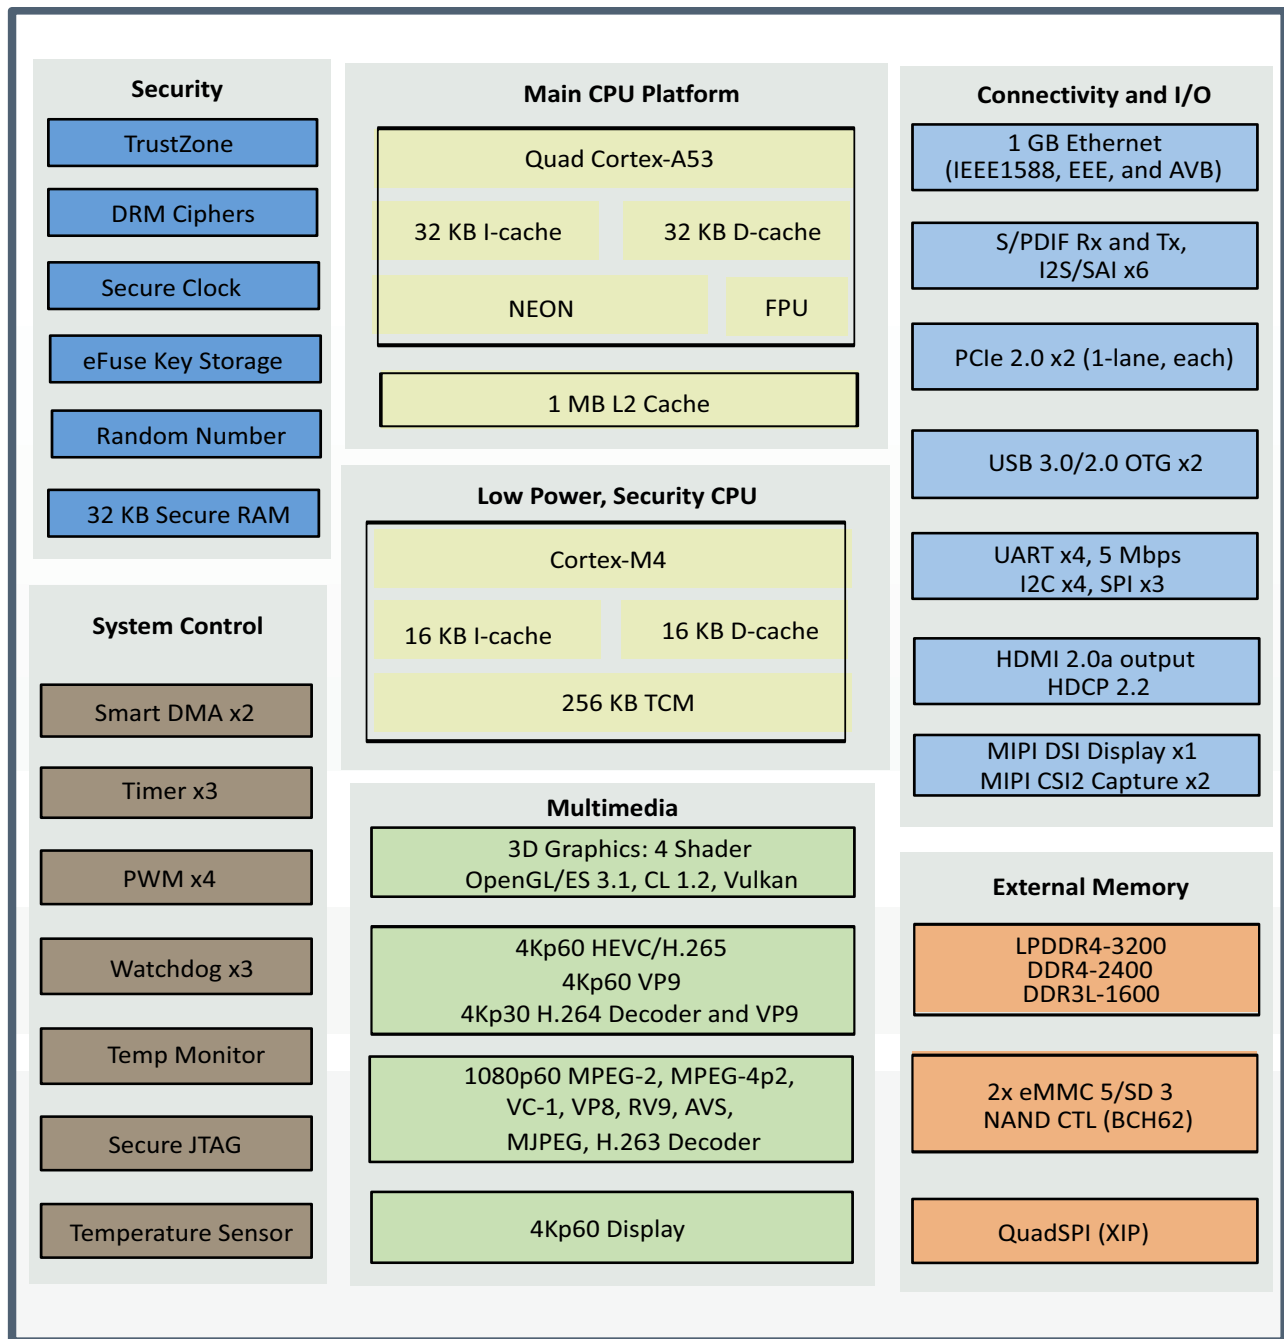 Security
TrustZone
DRM Ciphers
Secure Clock
eFuse Key Storage
Random Number
32 KB Secure RAM
System Control
Smart DMA x2
Timer x3
PWM x4
Watchdog x3
Temp Monitor
Secure JTAG
Temperature Sensor
Main CPU Platform
Quad Cortex-A53
32 KB I-cache
32 KB D-cache
NEON
FPU
1 MB L2 Cache
Low Power, Security CPU
Cortex-M4
16 KB I-cache
16 KB D-cache
256 KB TCM
Multimedia
3D Graphics: 4 Shader
OpenGL/ES 3.1, CL 1.2, Vulkan
4Kp60 HEVC/H.265
4Kp60 VP9
4Kp30 H.264 Decoder and VP9
1080p60 MPEG-2, MPEG-4p2,
VC-1, VP8, RV9, AVS,
MJPEG, H.263 Decoder
4Kp60 Display
Connectivity and I/O
1 GB Ethernet
(IEEE1588, EEE, and AVB)
S/PDIF Rx and Tx,
I2S/SAI x6
PCIe 2.0 x2 (1-lane, each)
USB 3.0/2.0 OTG x2
UART x4, 5 Mbps
I2C x4, SPI x3
HDMI 2.0a output
HDCP 2.2
MIPI DSI Display x1
MIPI CSI2 Capture x2
External Memory
LPDDR4-3200
DDR4-2400
DDR3L-1600
2x eMMC 5/SD 3
NAND CTL (BCH62)
QuadSPI (XIP)